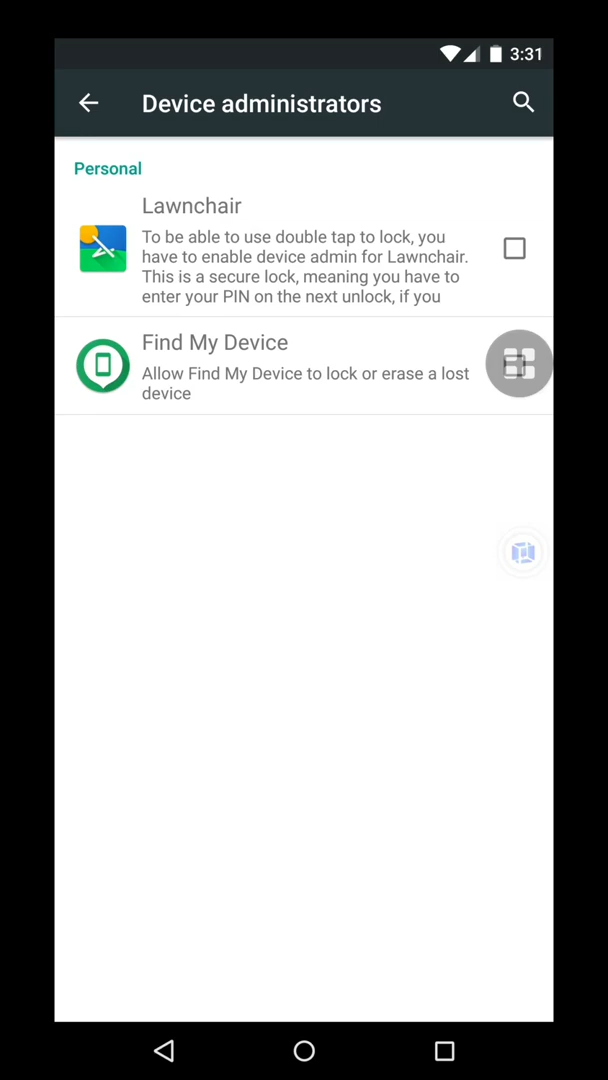 3:31
Device administrators
Personal
Lawnchair
To be able to use double tap to lock, you
have to enable device admin for Lawnchair.
This is a secure lock, meaning you have to
enter your PIN on the next unlock, if you
Find My Device
Allow Find My Device to lock or erase a lost
device